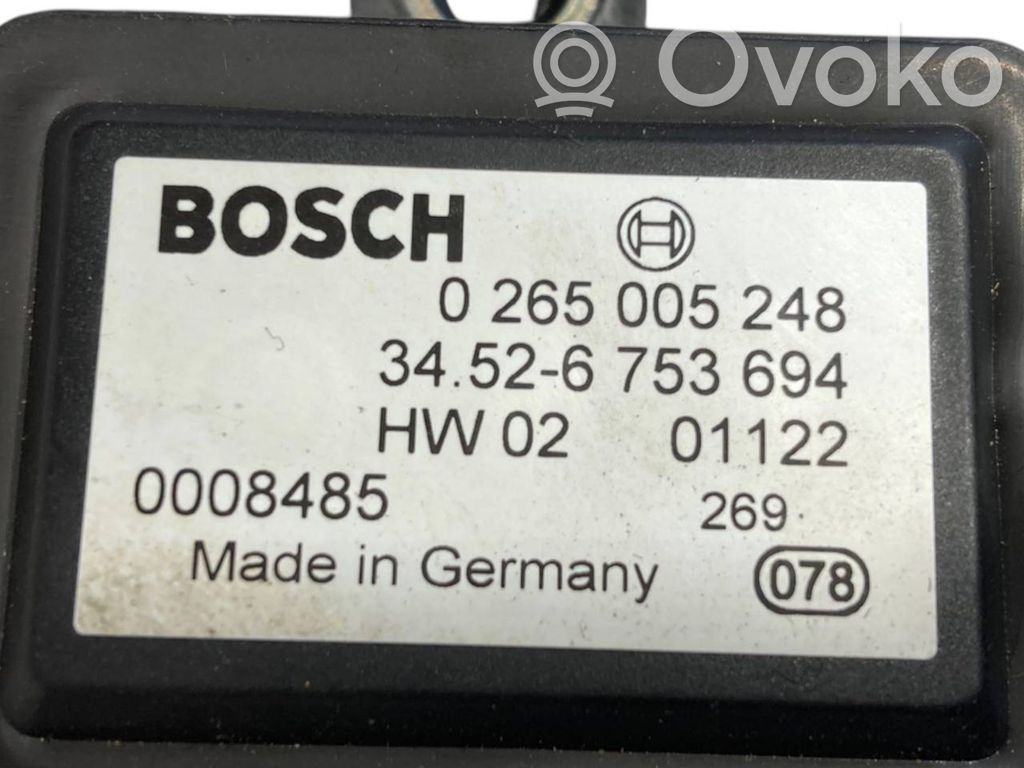 Ovoko
BOSCH
0 265 005 248
34.52-6 753 694
HW 02 01122
0008485 269
Made in Germany 078